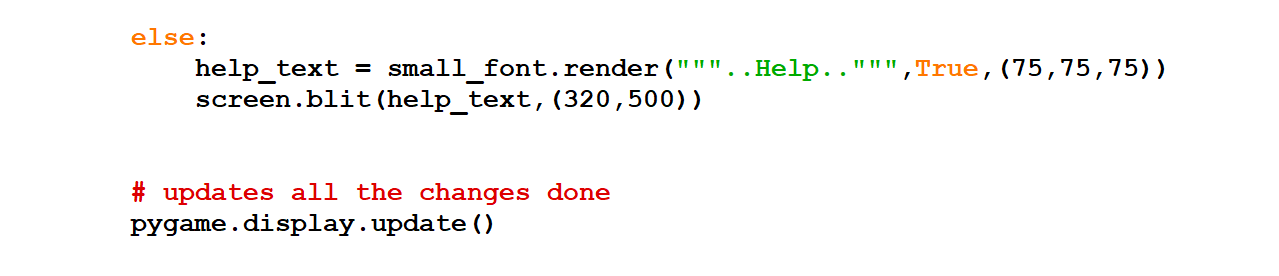 else:
    help_text = small_font.render("""..Help..""",True,(75,75,75))
    screen.blit(help_text,(320,500))
# updates all the changes done
pygame.display.update()